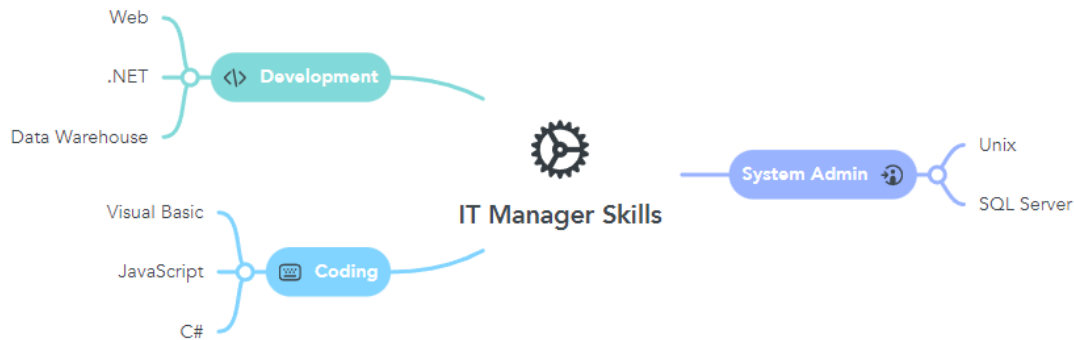 Web
.NET
Data Warehouse
Development
Visual Basic
JavaScript
C#
Coding
IT Manager Skills
System Admin
Unix
SQL Server